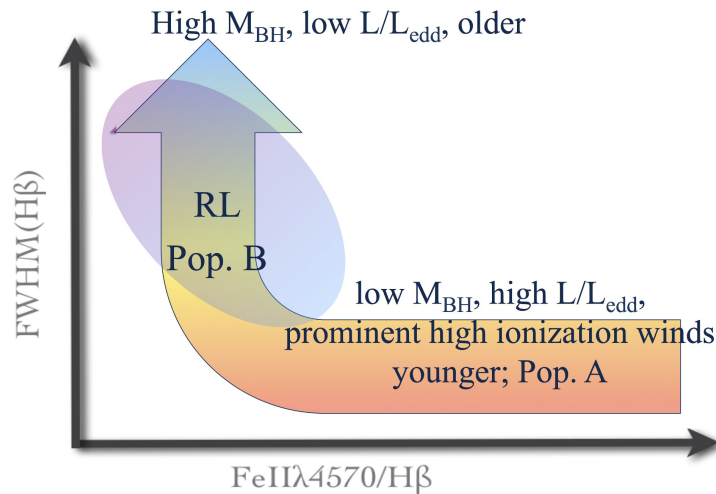 High M_BH, low L/L_edd, older
FWHM(Hβ)
RL
Pop. B
low M_BH, high L/L_edd,
prominent high ionization winds
younger; Pop. A
FeIIλ4570/Hβ